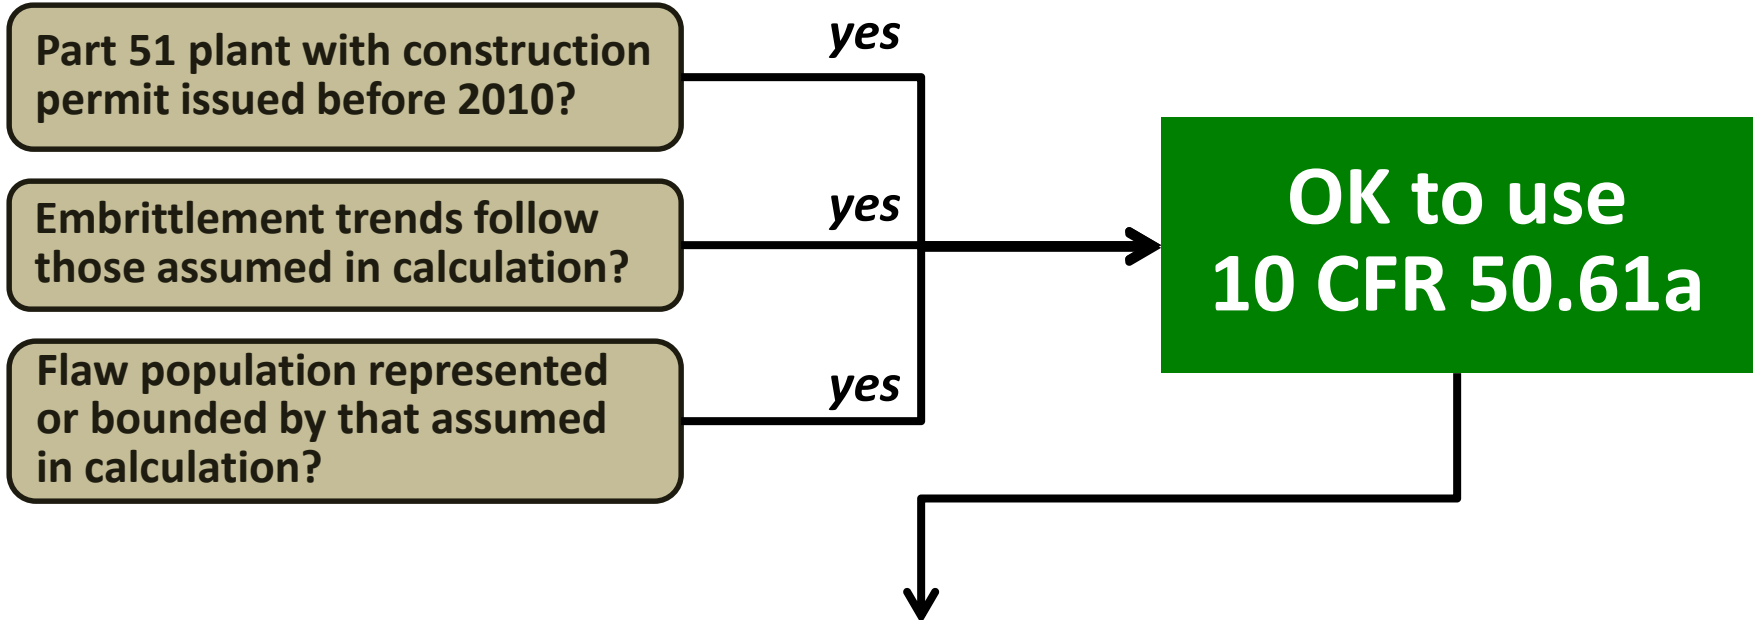 Part 51 plant with construction
permit issued before 2010?
yes
Embrittlement trends follow
those assumed in calculation?
yes
Flaw population represented
or bounded by that assumed
in calculation?
yes
OK to use
10 CFR 50.61a